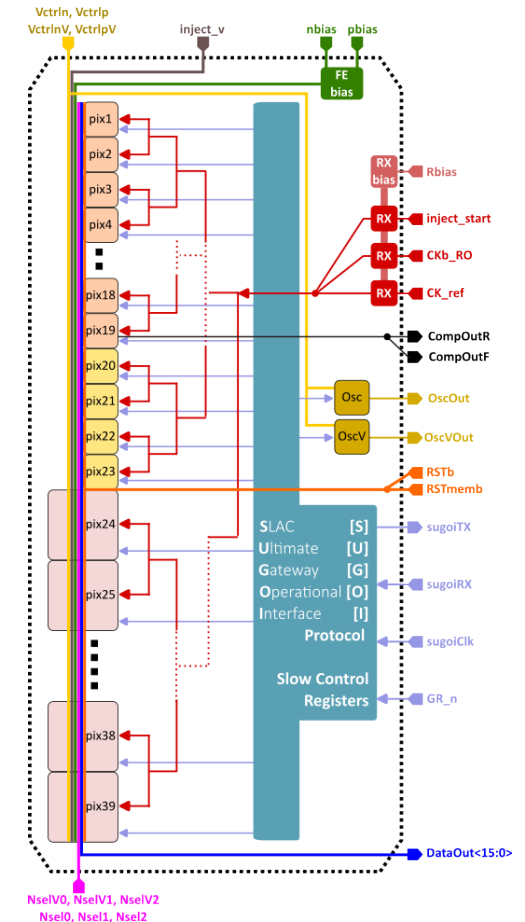 Vctrln, Vctrlp
VctrlnV, VctrlpV
inject_v
nbias
pbias
FE
bias
pix1
pix2
pix3
pix4
pix18
pix19
pix20
pix21
pix22
pix23
pix24
pix25
pix38
pix39
RX
bias
Rbias
RX
inject_start
RX
CKb_RO
RX
CK_ref
CompOutR
CompOutF
Osc
OscOut
OscV
OscVOut
RSTb
RSTmemb
SLAC [S]
Ultimate [U]
Gateway [G]
Operational [O]
Interface [I]
Protocol
Slow Control
Registers
sugoiTX
sugoiRX
sugoiClk
GR_n
DataOut<15:0>
NselV0, NselV1, NselV2
Nsel0, Nsel1, Nsel2